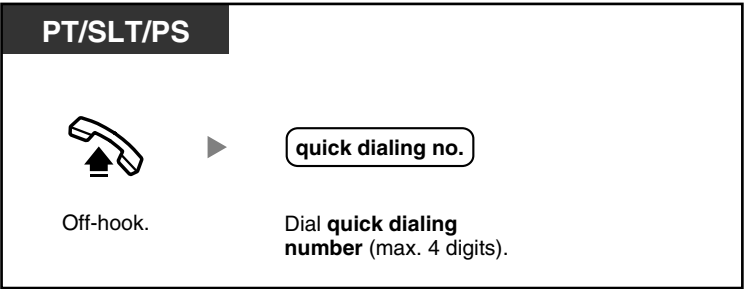 PT/SLT/PS
quick dialing no.
Off-hook.
Dial quick dialing
number (max. 4 digits).